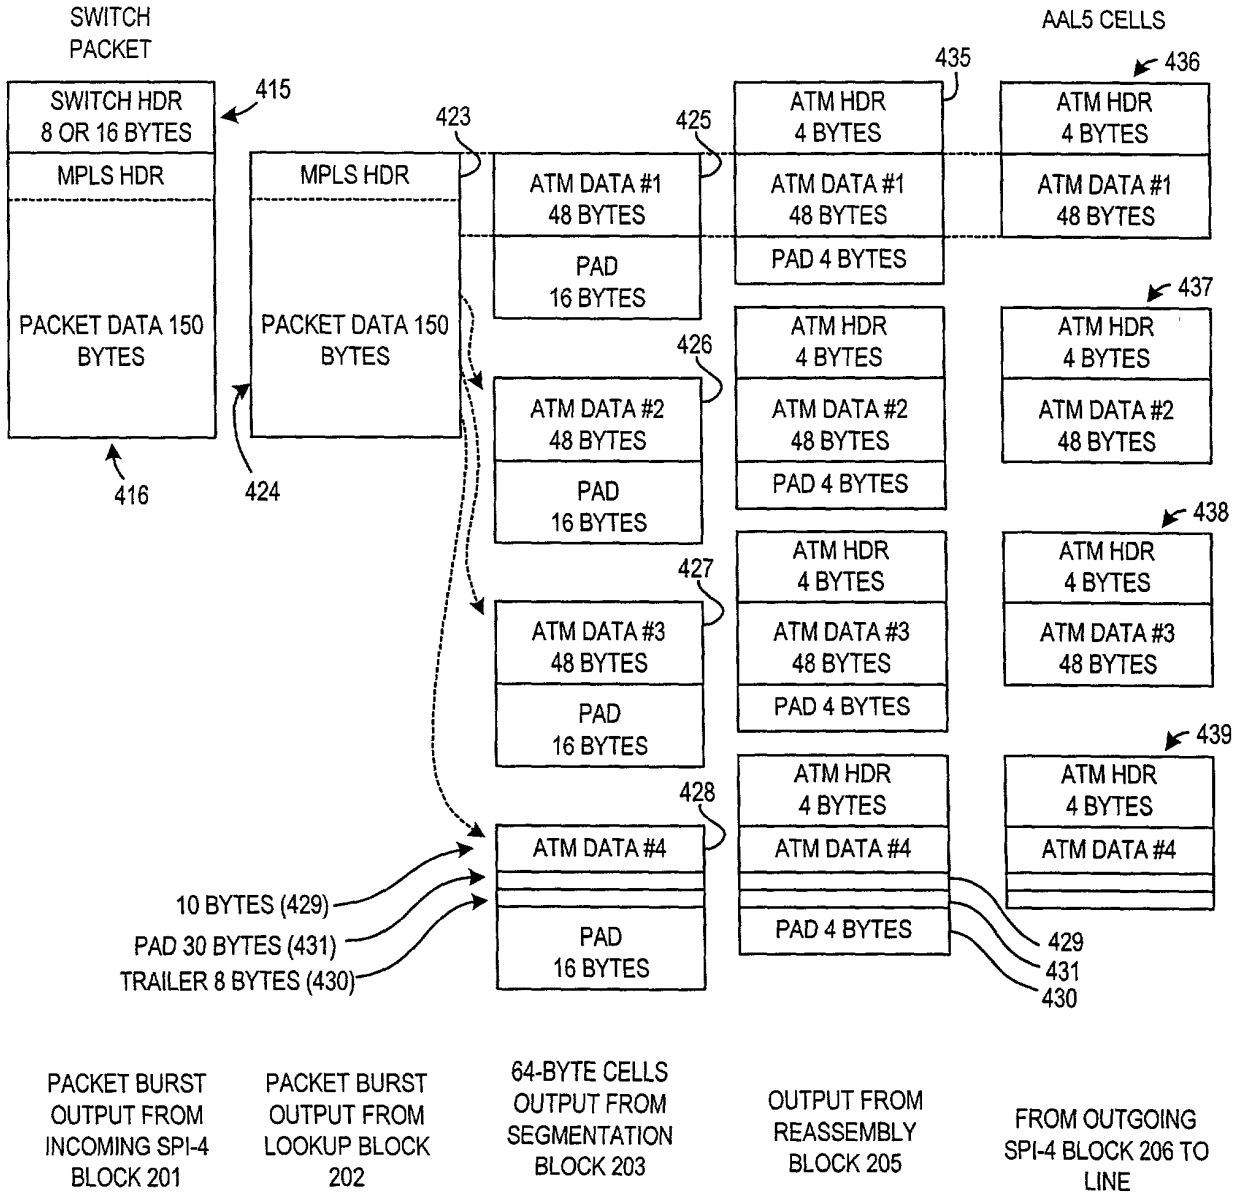 SWITCH
PACKET
AAL5 CELLS
SWITCH HDR
8 OR 16 BYTES
415
MPLS HDR
PACKET DATA 150
BYTES
416
423
MPLS HDR
PACKET DATA 150
BYTES
424
425
ATM DATA #1
48 BYTES
PAD
16 BYTES
426
ATM DATA #2
48 BYTES
PAD
16 BYTES
427
ATM DATA #3
48 BYTES
PAD
16 BYTES
428
ATM DATA #4
PAD
16 BYTES
10 BYTES (429)
PAD 30 BYTES (431)
TRAILER 8 BYTES (430)
435
ATM HDR
4 BYTES
ATM DATA #1
48 BYTES
PAD 4 BYTES
ATM HDR
4 BYTES
ATM DATA #2
48 BYTES
PAD 4 BYTES
ATM HDR
4 BYTES
ATM DATA #3
48 BYTES
PAD 4 BYTES
ATM HDR
4 BYTES
ATM DATA #4
PAD 4 BYTES
429
431
430
436
ATM HDR
4 BYTES
ATM DATA #1
48 BYTES
437
ATM HDR
4 BYTES
ATM DATA #2
48 BYTES
438
ATM HDR
4 BYTES
ATM DATA #3
48 BYTES
439
ATM HDR
4 BYTES
ATM DATA #4
PACKET BURST
OUTPUT FROM
INCOMING SPI-4
BLOCK 201
PACKET BURST
OUTPUT FROM
LOOKUP BLOCK
202
64-BYTE CELLS
OUTPUT FROM
SEGMENTATION
BLOCK 203
OUTPUT FROM
REASSEMBLY
BLOCK 205
FROM OUTGOING
SPI-4 BLOCK 206 TO
LINE